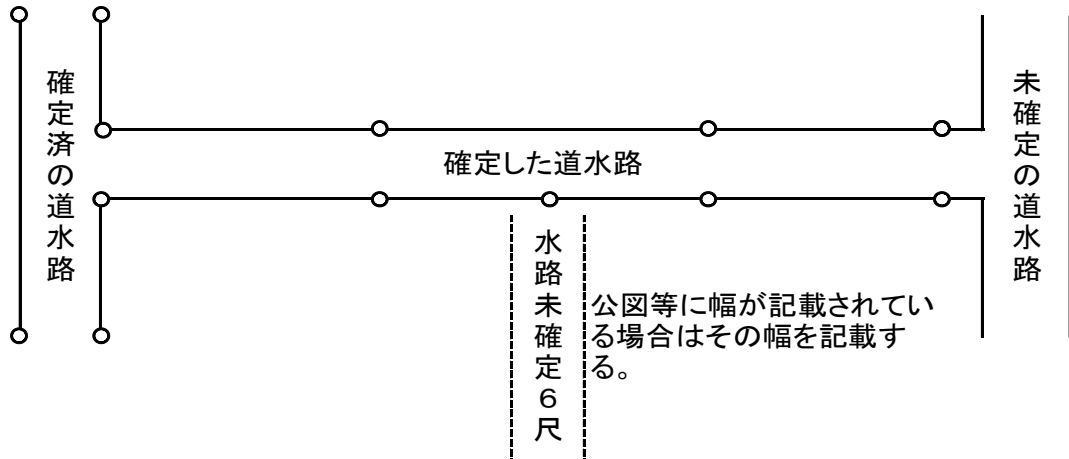 確定済の道水路
確定した道水路
未確定の道水路
水路未確定６尺
公図等に幅が記載されてい
る場合はその幅を記載す
る。